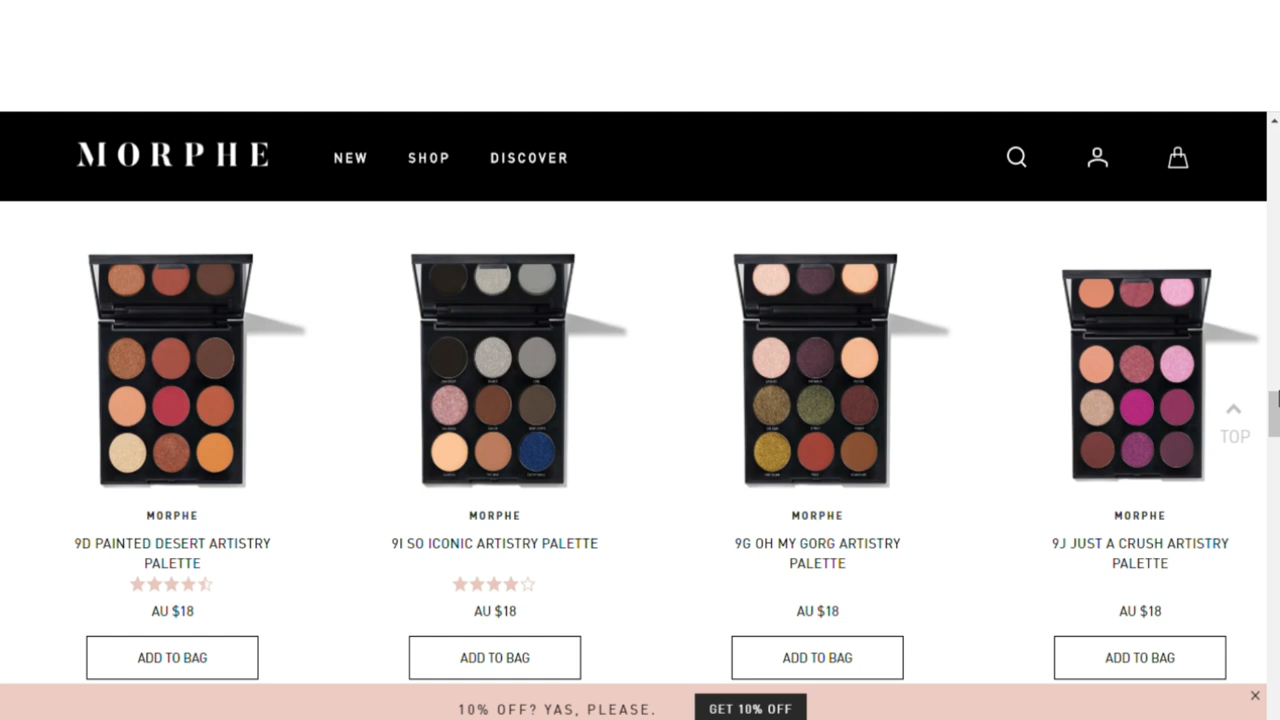 MORPHE
NEW
SHOP
DISCOVER
TOP
MORPHE
9D PAINTED DESERT ARTISTRY
PALETTE
AU $18
ADD TO BAG
MORPHE
9I SO ICONIC ARTISTRY PALETTE
AU $18
ADD TO BAG
MORPHE
9G OH MY GORG ARTISTRY
PALETTE
AU $18
ADD TO BAG
MORPHE
9J JUST A CRUSH ARTISTRY
PALETTE
AU $18
ADD TO BAG
10% OFF? YAS, PLEASE.
GET 10% OFF